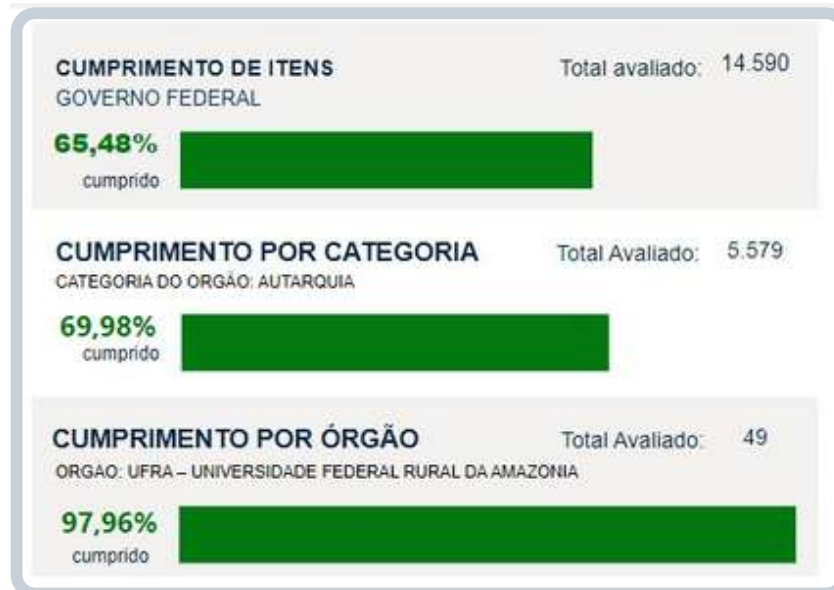 CUMPRIMENTO DE ITENS Total avaliado: 14.590
GOVERNO FEDERAL
65,48%
cumprido
CUMPRIMENTO POR CATEGORIA Total Avaliado: 5.579
CATEGORIA DO ORGÃO: AUTARQUIA
69,98%
cumprido
CUMPRIMENTO POR ÓRGÃO Total Avaliado: 49
ORGAO: UFRA – UNIVERSIDADE FEDERAL RURAL DA AMAZONIA
97,96%
cumprido